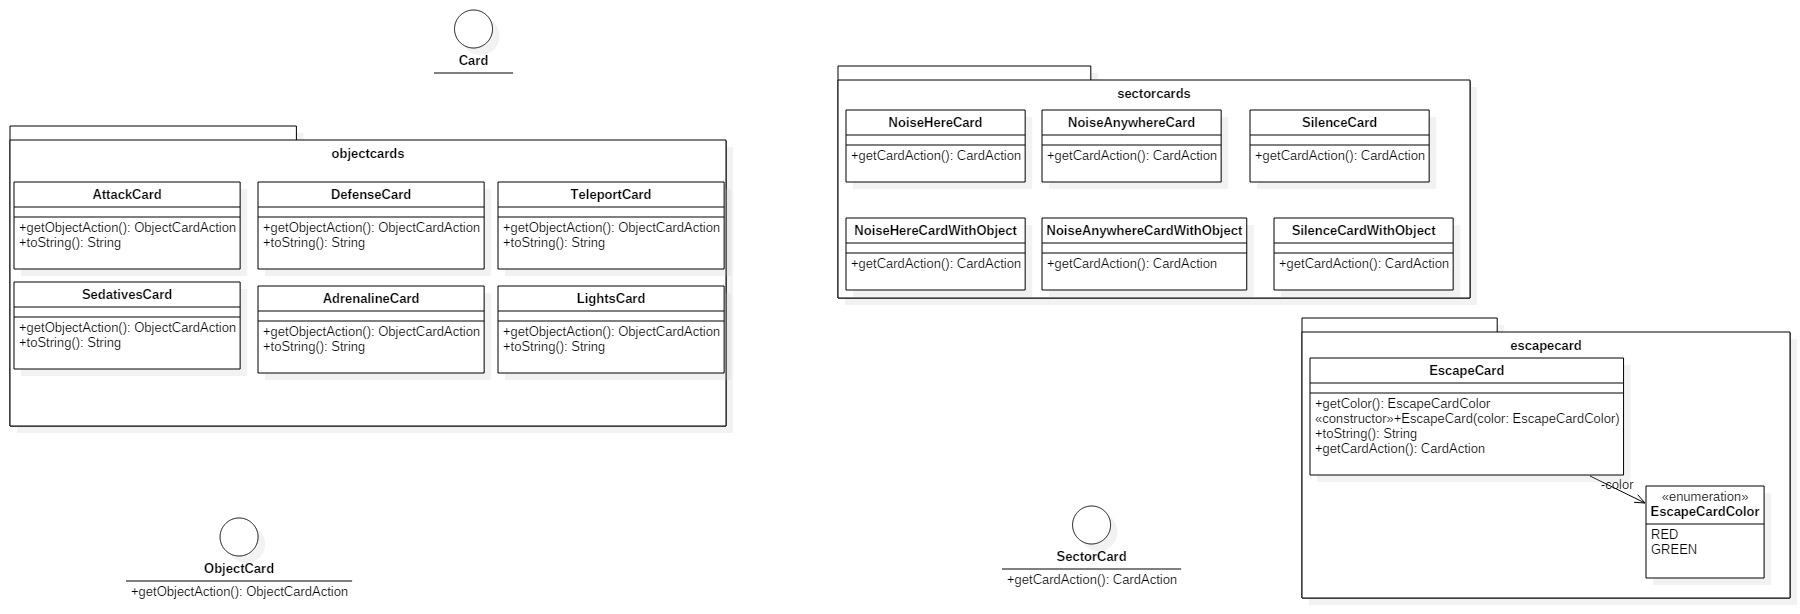 Card
objectcards
AttackCard
+getObjectAction(): ObjectCardAction
+toString(): String
DefenseCard
+getObjectAction(): ObjectCardAction
+toString(): String
TeleportCard
+getObjectAction(): ObjectCardAction
+toString(): String
SedativesCard
+getObjectAction(): ObjectCardAction
+toString(): String
AdrenalineCard
+getObjectAction(): ObjectCardAction
+toString(): String
LightsCard
+getObjectAction(): ObjectCardAction
+toString(): String
sectorcards
NoiseHereCard
+getCardAction(): CardAction
NoiseAnywhereCard
+getCardAction(): CardAction
SilenceCard
+getCardAction(): CardAction
NoiseHereCardWithObject
+getCardAction(): CardAction
NoiseAnywhereCardWithObject
+getCardAction(): CardAction
SilenceCardWithObject
+getCardAction(): CardAction
escapecard
EscapeCard
+getColor(): EscapeCardColor
«constructor»+EscapeCard(color: EscapeCardColor)
+toString(): String
+getCardAction(): CardAction
-color
«enumeration»
EscapeCardColor
RED
GREEN
ObjectCard
+getObjectAction(): ObjectCardAction
SectorCard
+getCardAction(): CardAction